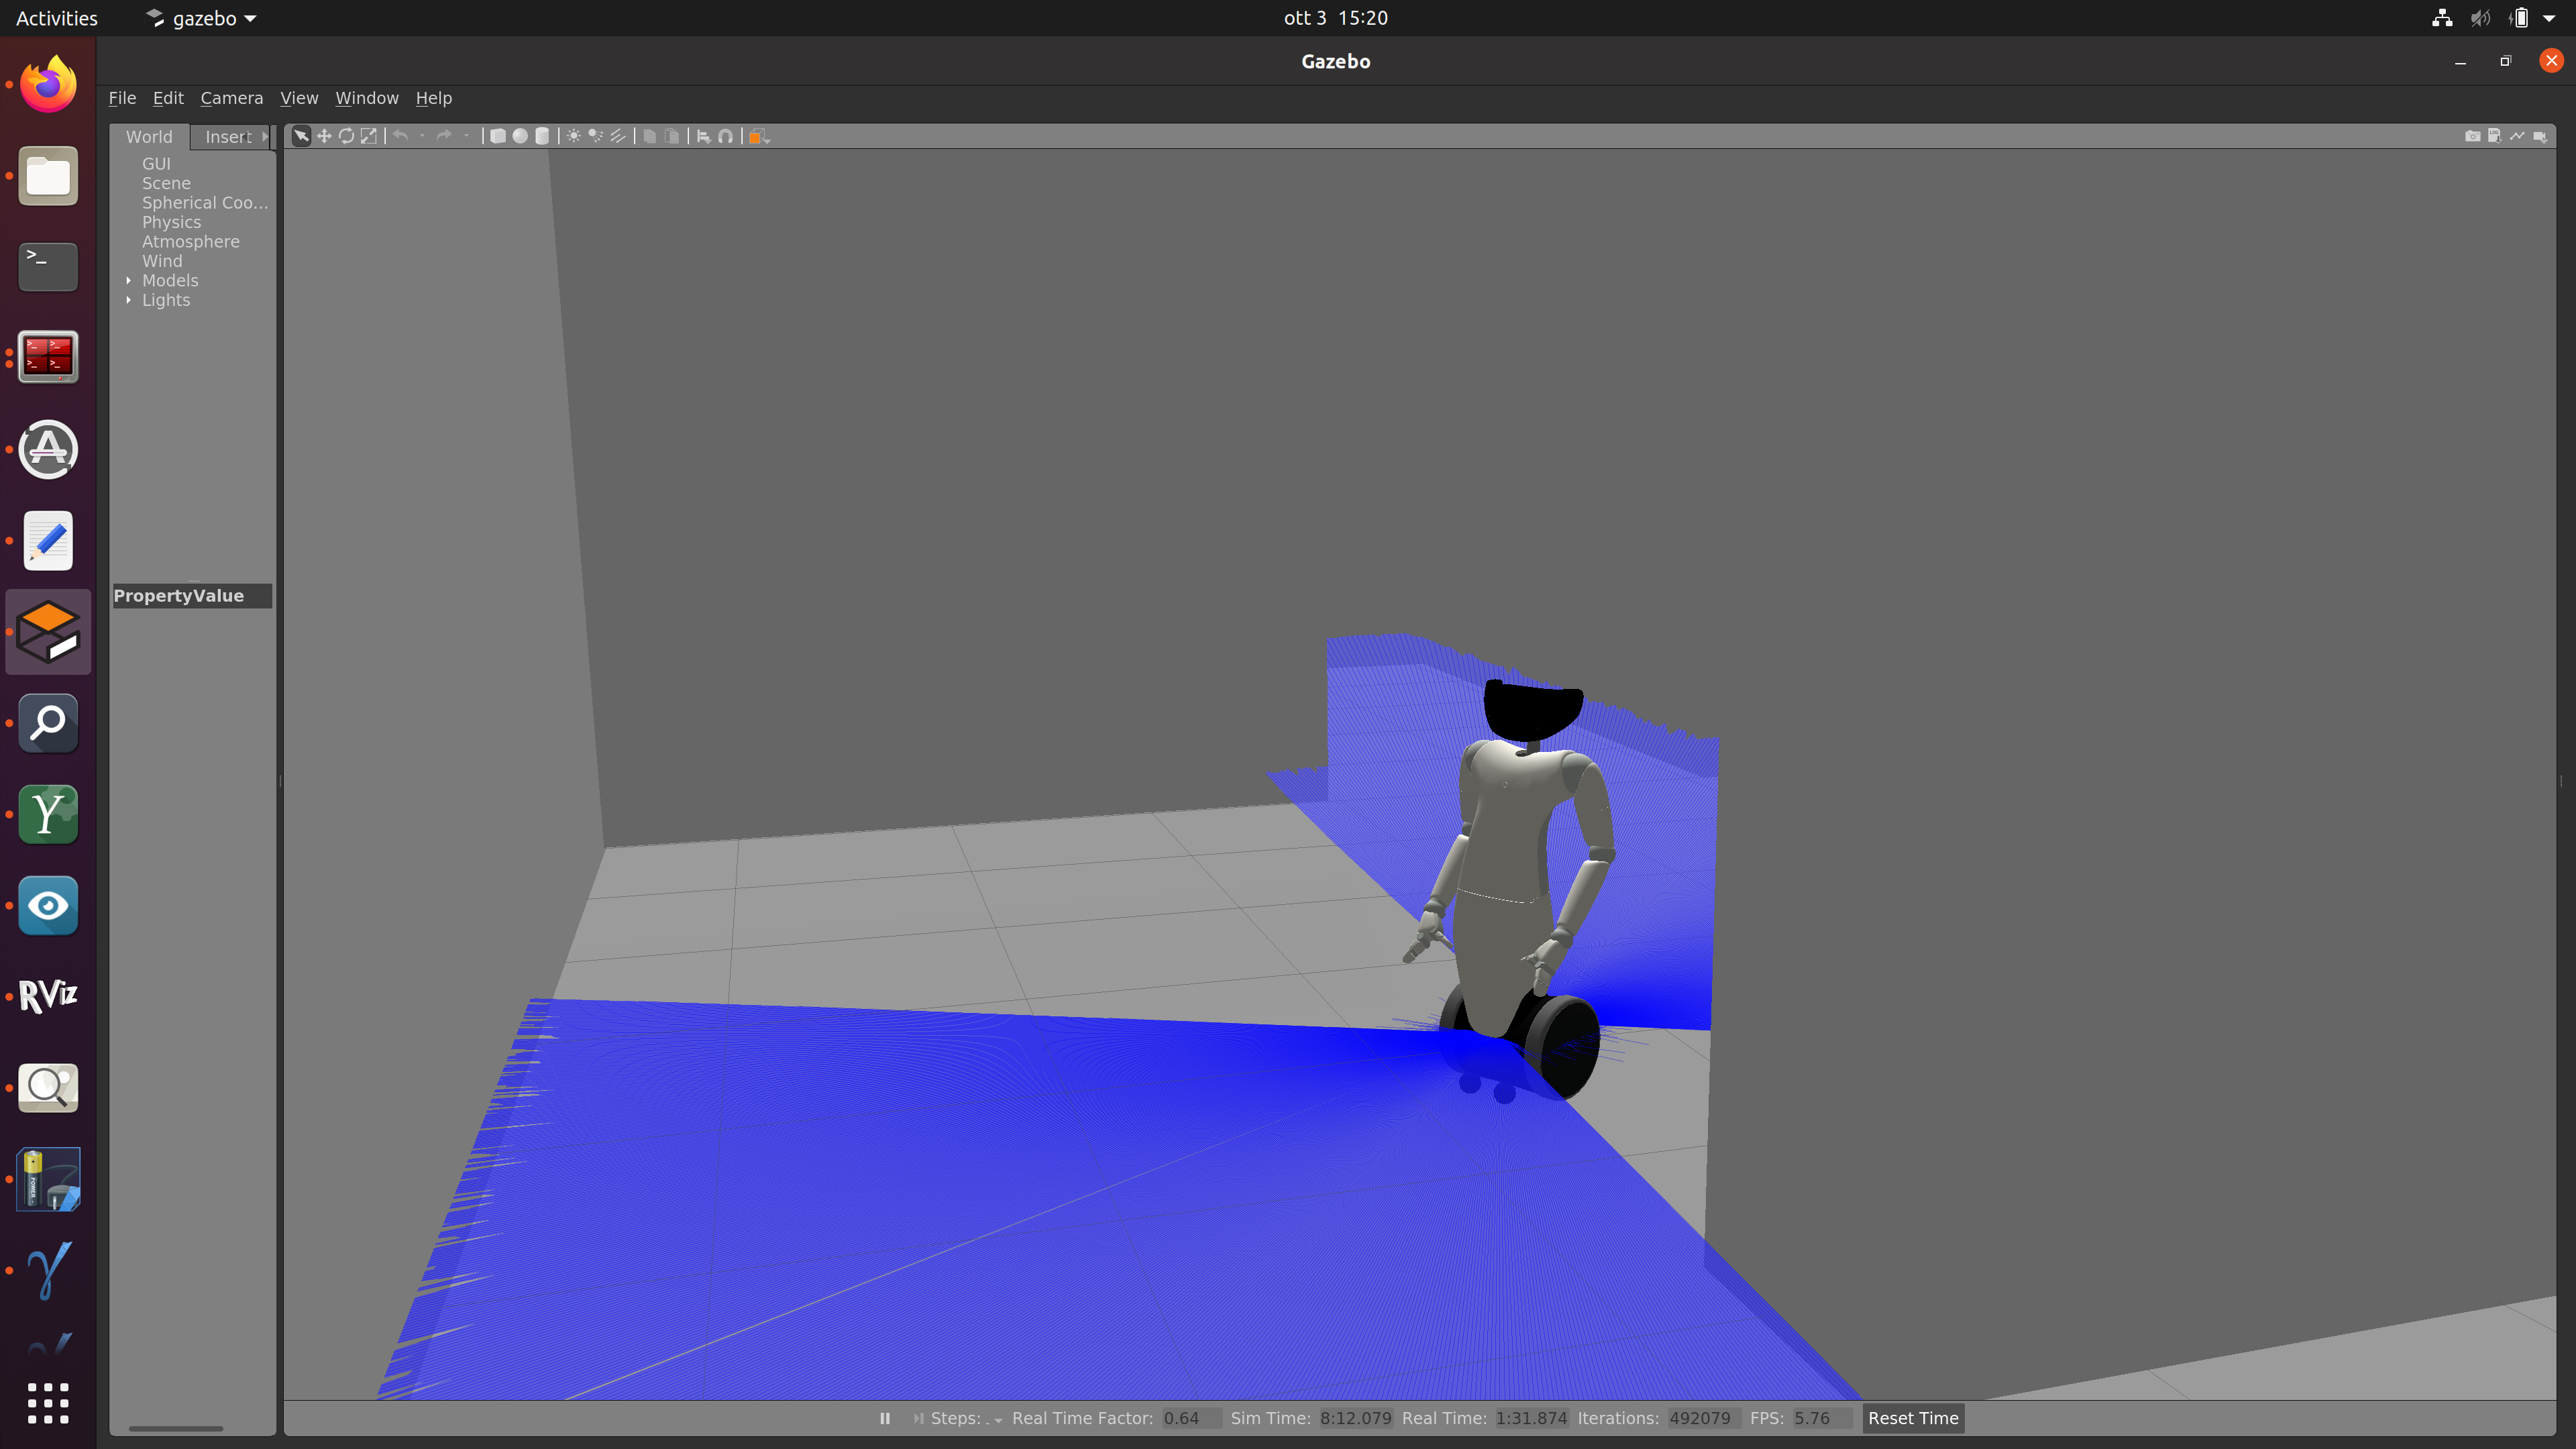 Activities gazebo ott 3 15:20
Gazebo
File Edit Camera View Window Help
World Insert
GUI
Scene
Spherical Coo...
Physics
Atmosphere
Wind
Models
Lights
PropertyValue
RViz
Steps: Real Time Factor: 0.64 Sim Time: 8:12.079 Real Time: 1:31.874 Iterations: 492079 FPS: 5.76 Reset Time